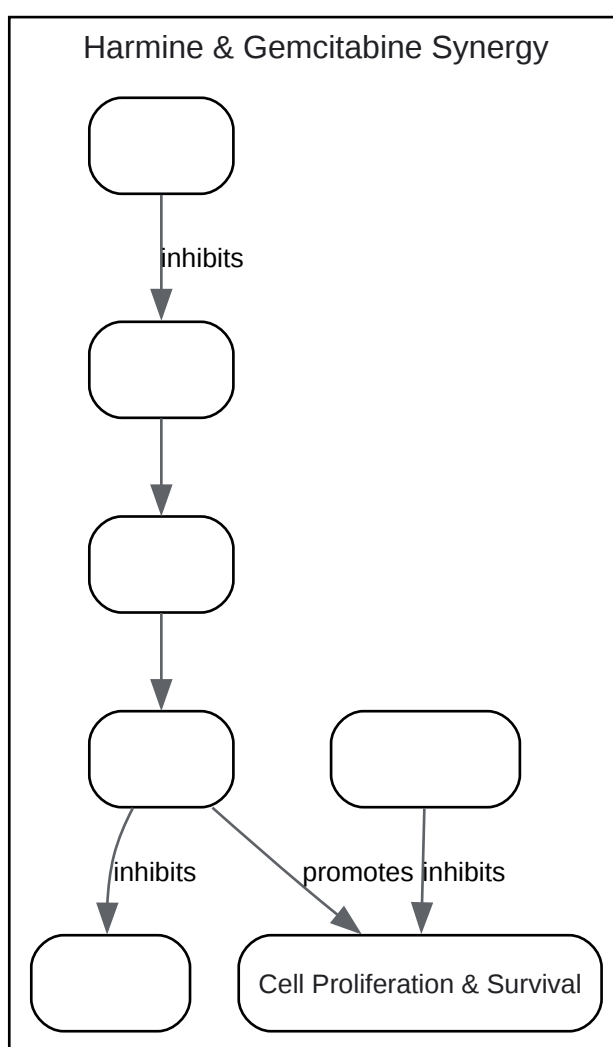 Harmine & Gemcitabine Synergy
inhibits
inhibits
promotes
inhibits
Cell Proliferation & Survival